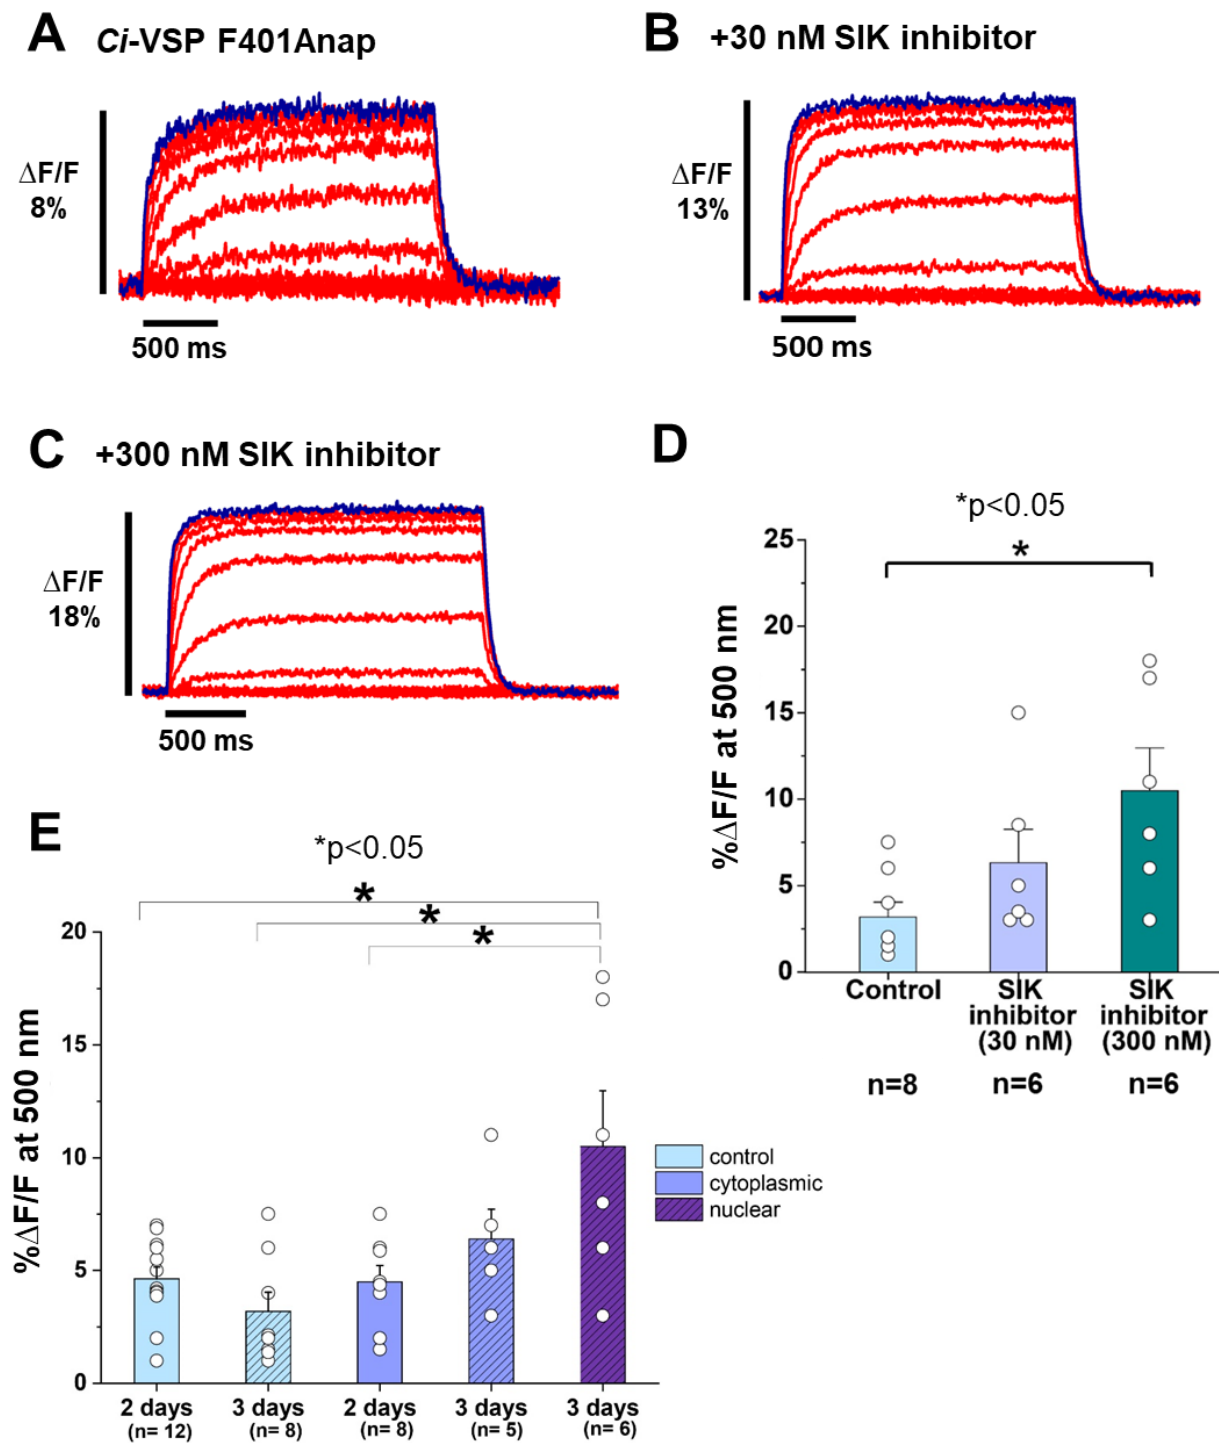 A Ci-VSP F401Anap
ΔF/F
8%
500 ms
B +30 nM SIK inhibitor
ΔF/F
13%
500 ms
C +300 nM SIK inhibitor
ΔF/F
18%
500 ms
D
*p<0.05
*
25
20
15
10
5
0
%ΔF/F at 500 nm
Control
SIK
inhibitor
(30 nM)
SIK
inhibitor
(300 nM)
n=8
n=6
n=6
E
*p<0.05
*
*
*
20
15
10
5
0
%ΔF/F at 500 nm
control
cytoplasmic
nuclear
2 days
(n= 12)
3 days
(n= 8)
2 days
(n= 8)
3 days
(n= 5)
3 days
(n= 6)